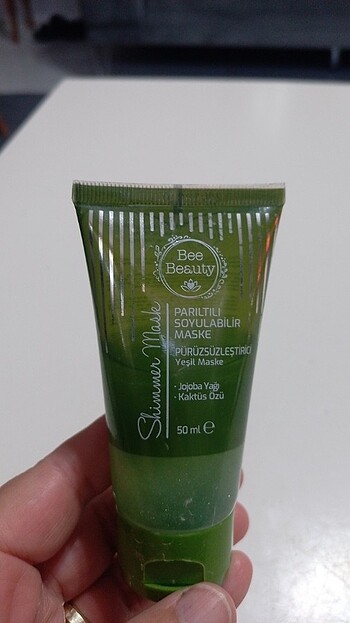 Bee
Beauty
PARILTILI
SOYULABİLİR
MASKE
PÜRÜZSÜZLEŞTİRİCİ
Yeşil Maske
• Jojoba Yağı
• Kaktüs Özü
Shimmer Mask
50 ml ℮